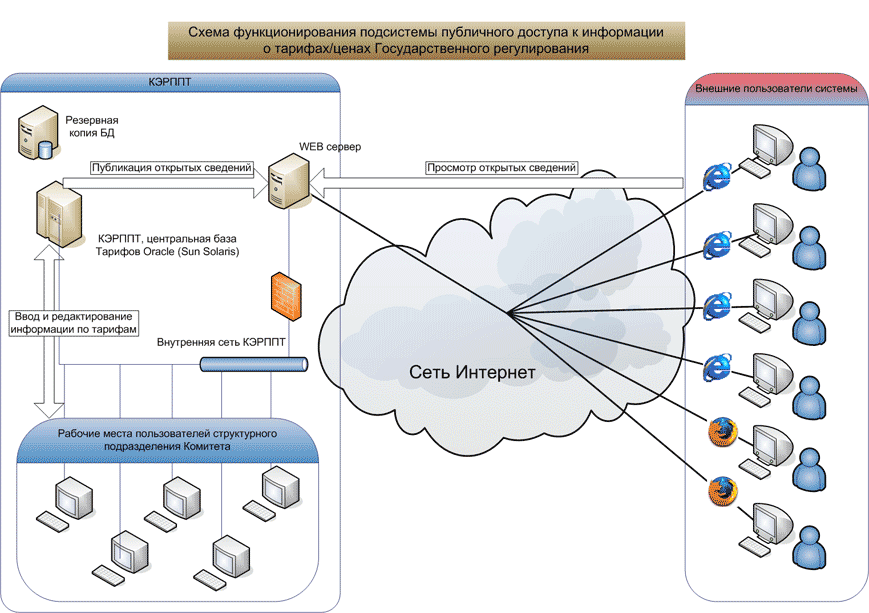 Схема функционирования подсистемы публичного доступа к информации
о тарифах/ценах Государственного регулирования
КЭРППТ
Внешние пользователи системы
Резервная
копия БД
WEB сервер
Публикация открытых сведений
Просмотр открытых сведений
КЭРППТ, центральная база
Тарифов Oracle (Sun Solaris)
Ввод и редактирование
информации по тарифам
Внутренняя сеть КЭРППТ
Сеть Интернет
Рабочие места пользователей структурного
подразделения Комитета